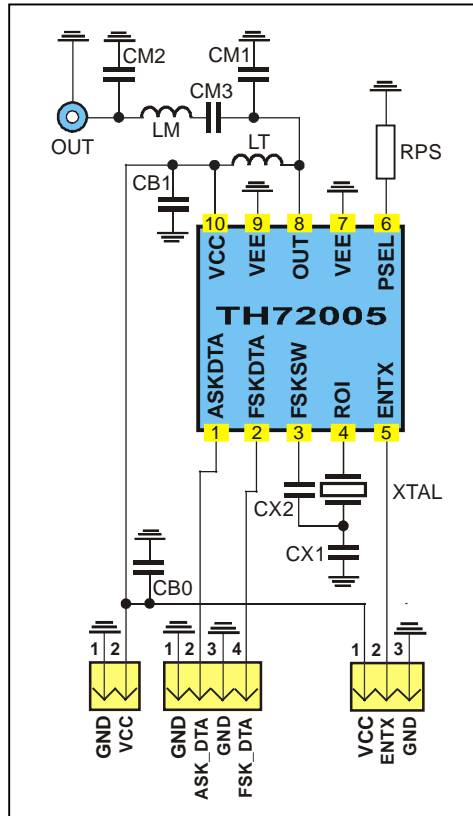 CM2
CM1
CM3
LM
OUT
LT
RPS
CB1
10 9 8 7 6
VCC VEE OUT VEE PSEL
TH72005
ASKDTA FSKDTA FSKSW ROI ENTX
1 2 3 4 5
XTAL
CX2
CX1
CB0
1 2 1 2 3 4 1 2 3
GND VCC GND ASK_DTA GND FSK_DTA VCC ENTX GND